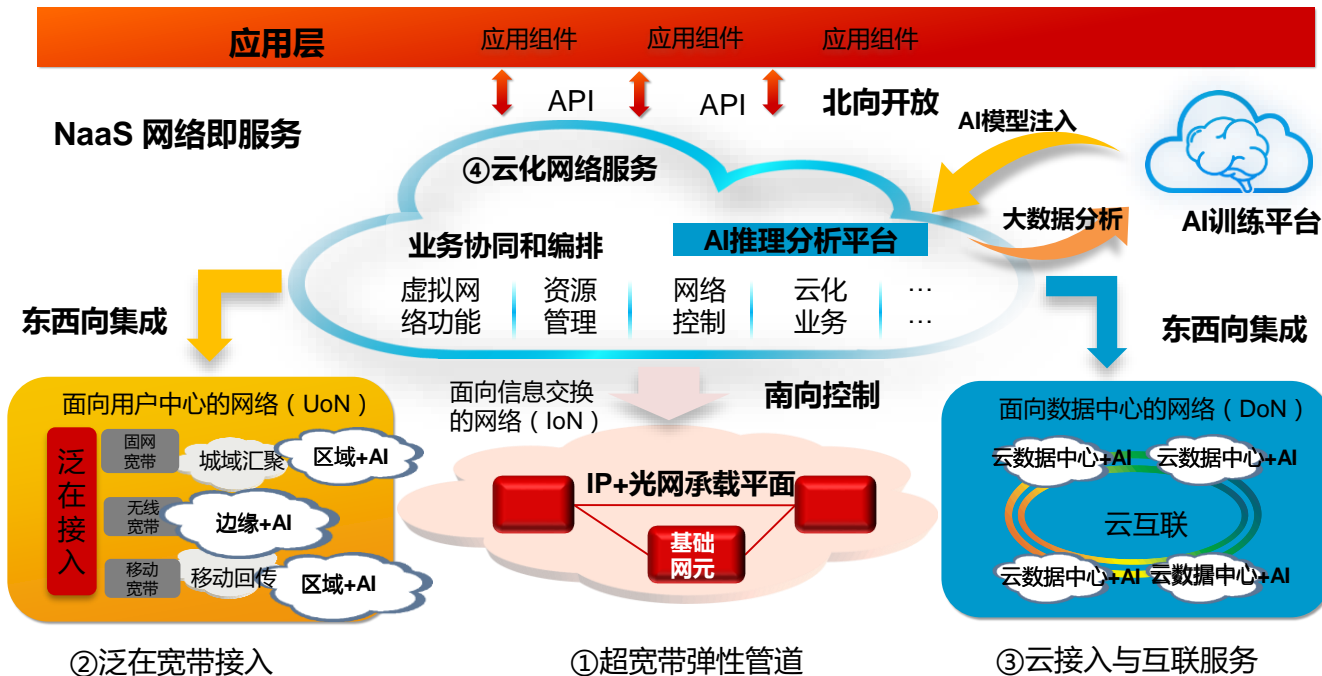 应用层
应用组件
应用组件
应用组件
API
API
北向开放
NaaS 网络即服务
AI模型注入
④云化网络服务
大数据分析
AI训练平台
业务协同和编排
AI推理分析平台
虚拟网
络功能
资源
管理
网络
控制
云化
业务
…
…
东西向集成
东西向集成
面向信息交换
的网络（IoN）
南向控制
面向用户中心的网络（UoN）
泛在接入
固网
宽带
城域汇聚
区域+AI
无线
宽带
边缘+AI
移动
宽带
移动回传
区域+AI
IP+光网承载平面
基础
网元
面向数据中心的网络（DoN）
云数据中心+AI
云数据中心+AI
云互联
云数据中心+AI
云数据中心+AI
②泛在宽带接入
①超宽带弹性管道
③云接入与互联服务